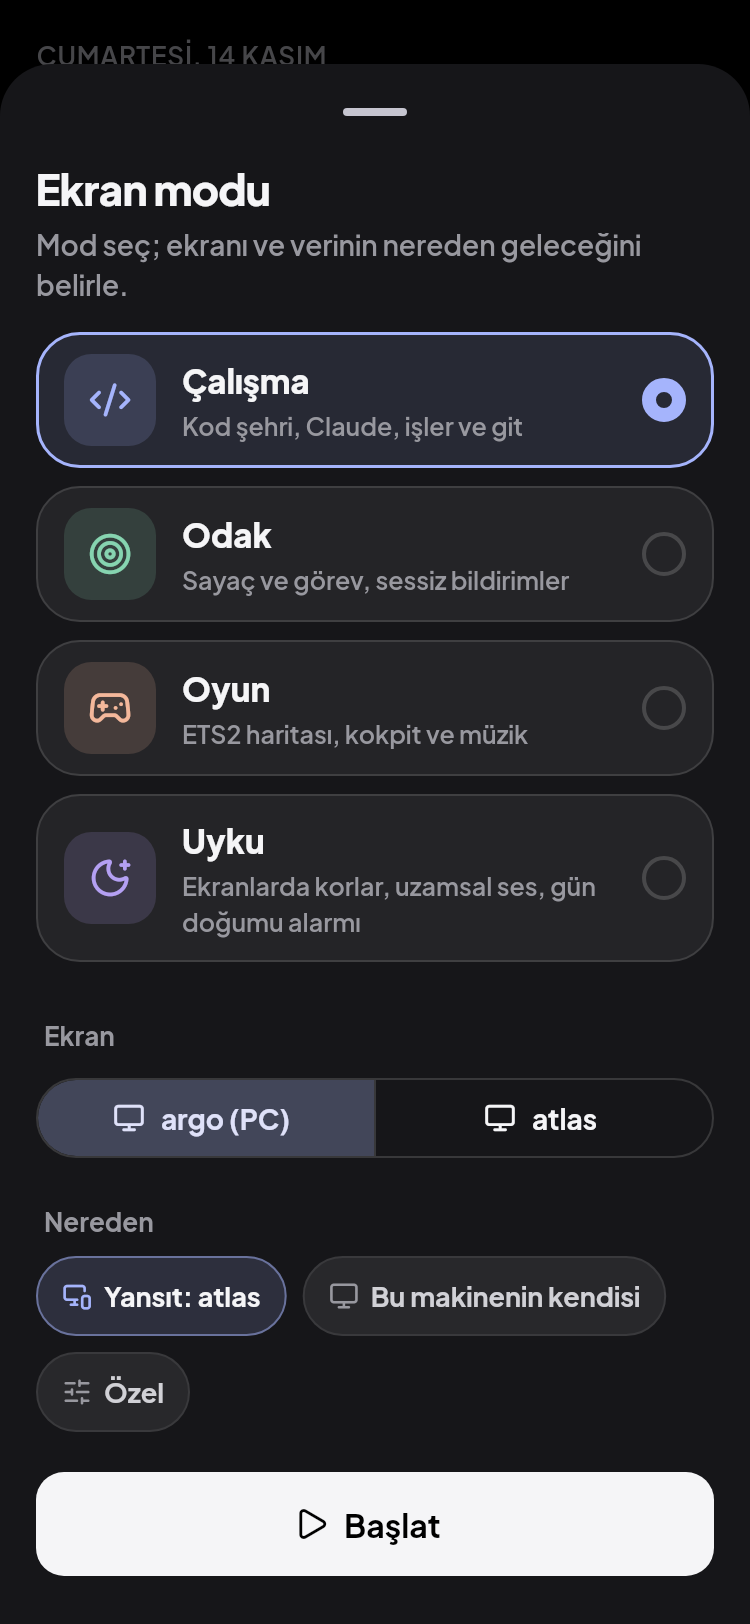 CUMARTESİ, 14 KASIM
Ekran modu
Mod seç; ekranı ve verinin nereden geleceğini
belirle.
Çalışma
Kod şehri, Claude, işler ve git
Odak
Sayaç ve görev, sessiz bildirimler
Oyun
ETS2 haritası, kokpit ve müzik
Uyku
Ekranlarda korlar, uzamsal ses, gün
doğumu alarmı
Ekran
argo (PC)
atlas
Nereden
Yansıt: atlas
Bu makinenin kendisi
Özel
Başlat